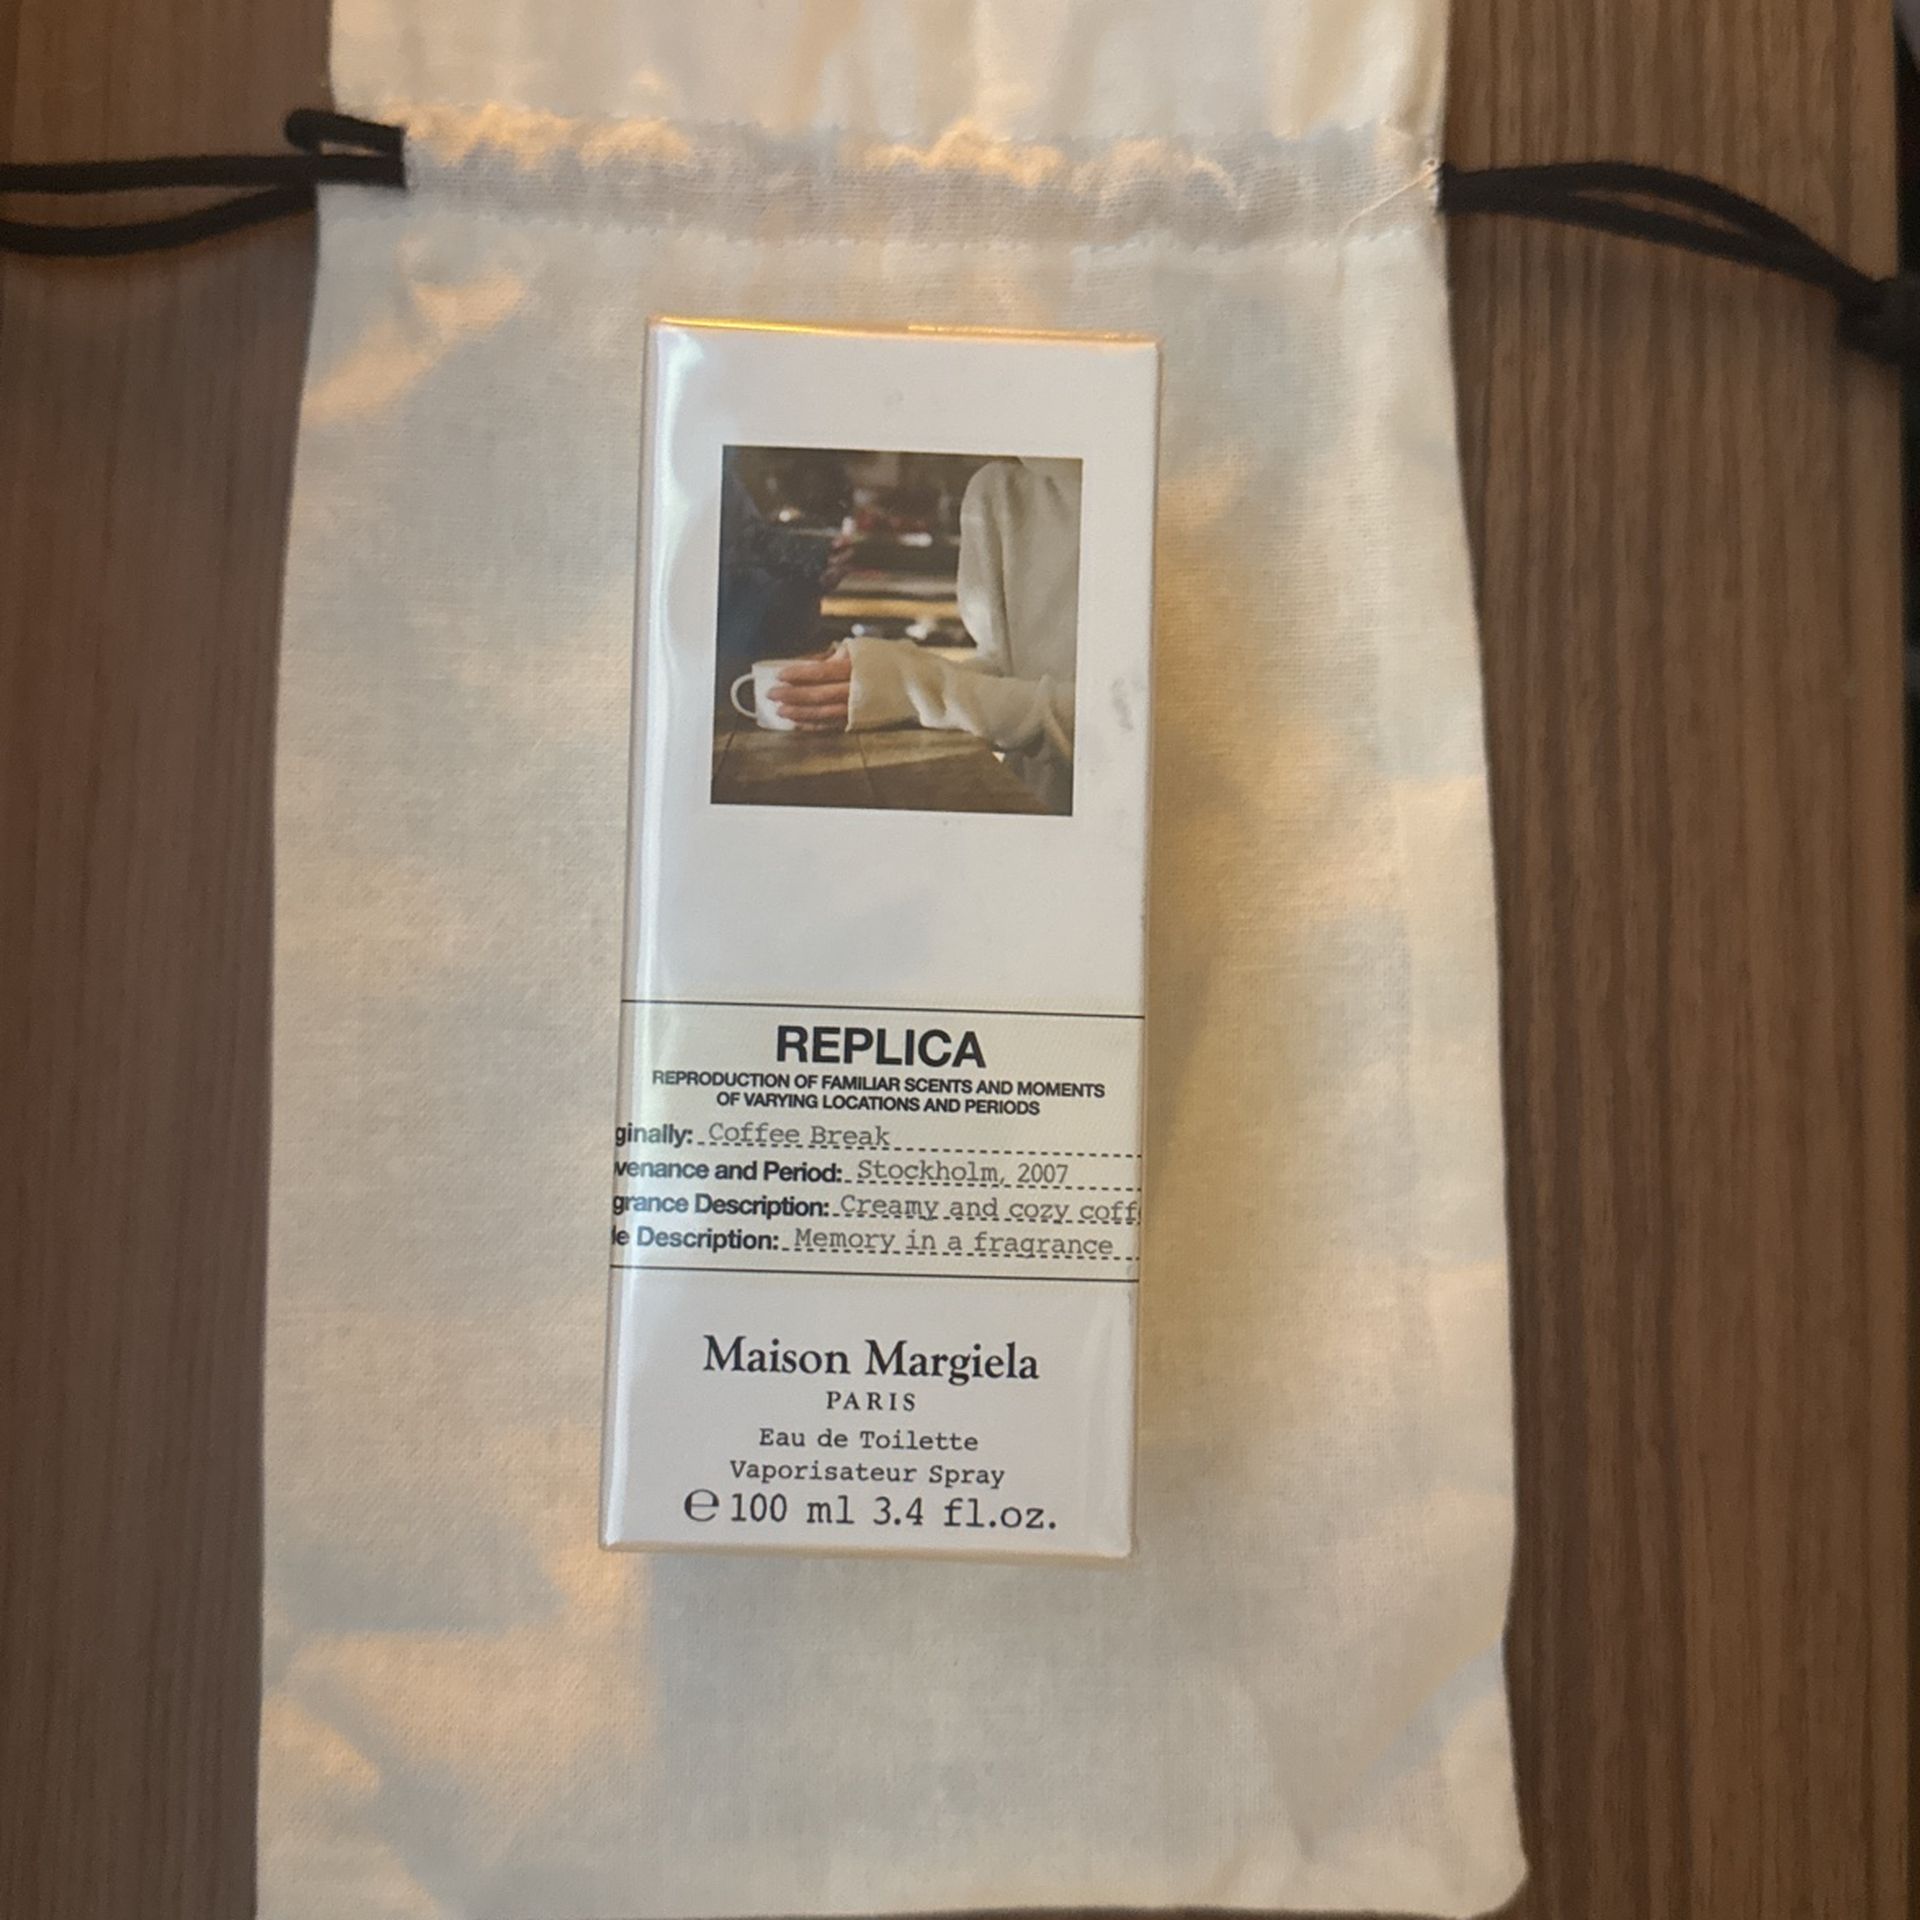 REPLICA
REPRODUCTION OF FAMILIAR SCENTS AND MOMENTS
OF VARYING LOCATIONS AND PERIODS
ginally: Coffee Break
venance and Period: Stockholm, 2007
grance Description: Creamy and cozy coff
le Description: Memory in a fragrance
Maison Margiela
PARIS
Eau de Toilette
Vaporisateur Spray
℮ 100 ml 3.4 fl.oz.